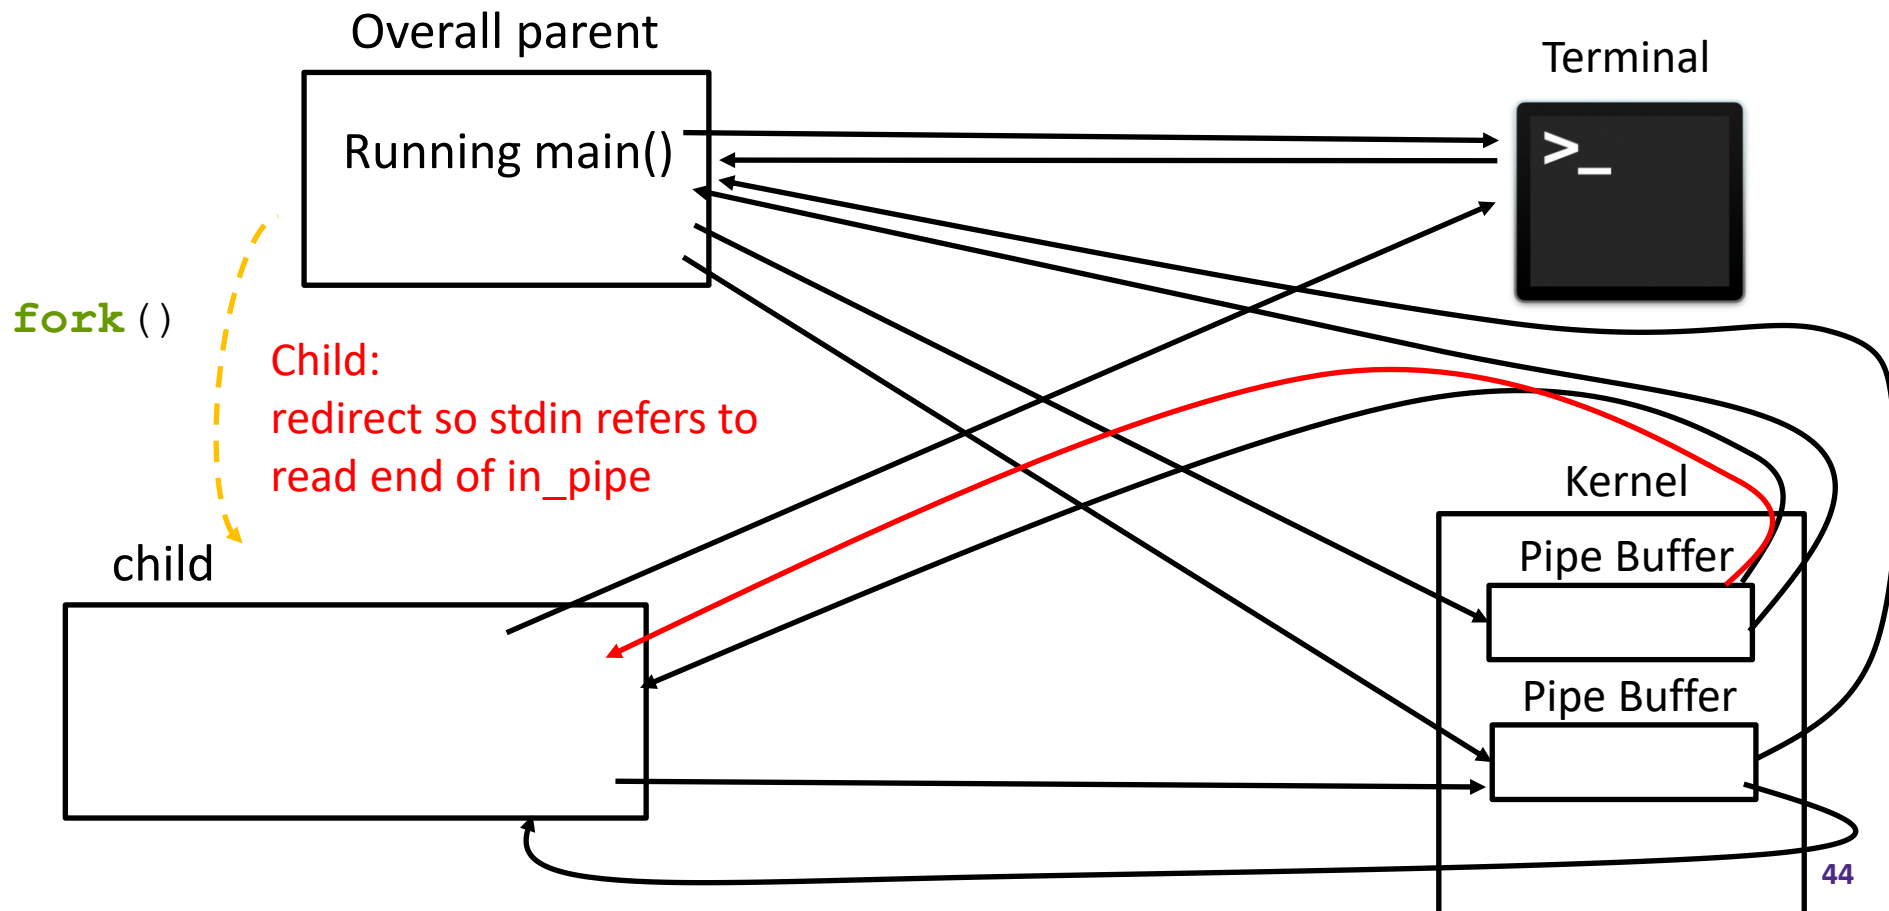 Overall parent
Terminal
Running main()
>_
fork()
Child:
redirect so stdin refers to
read end of in_pipe
Kernel
child
Pipe Buffer
Pipe Buffer
44